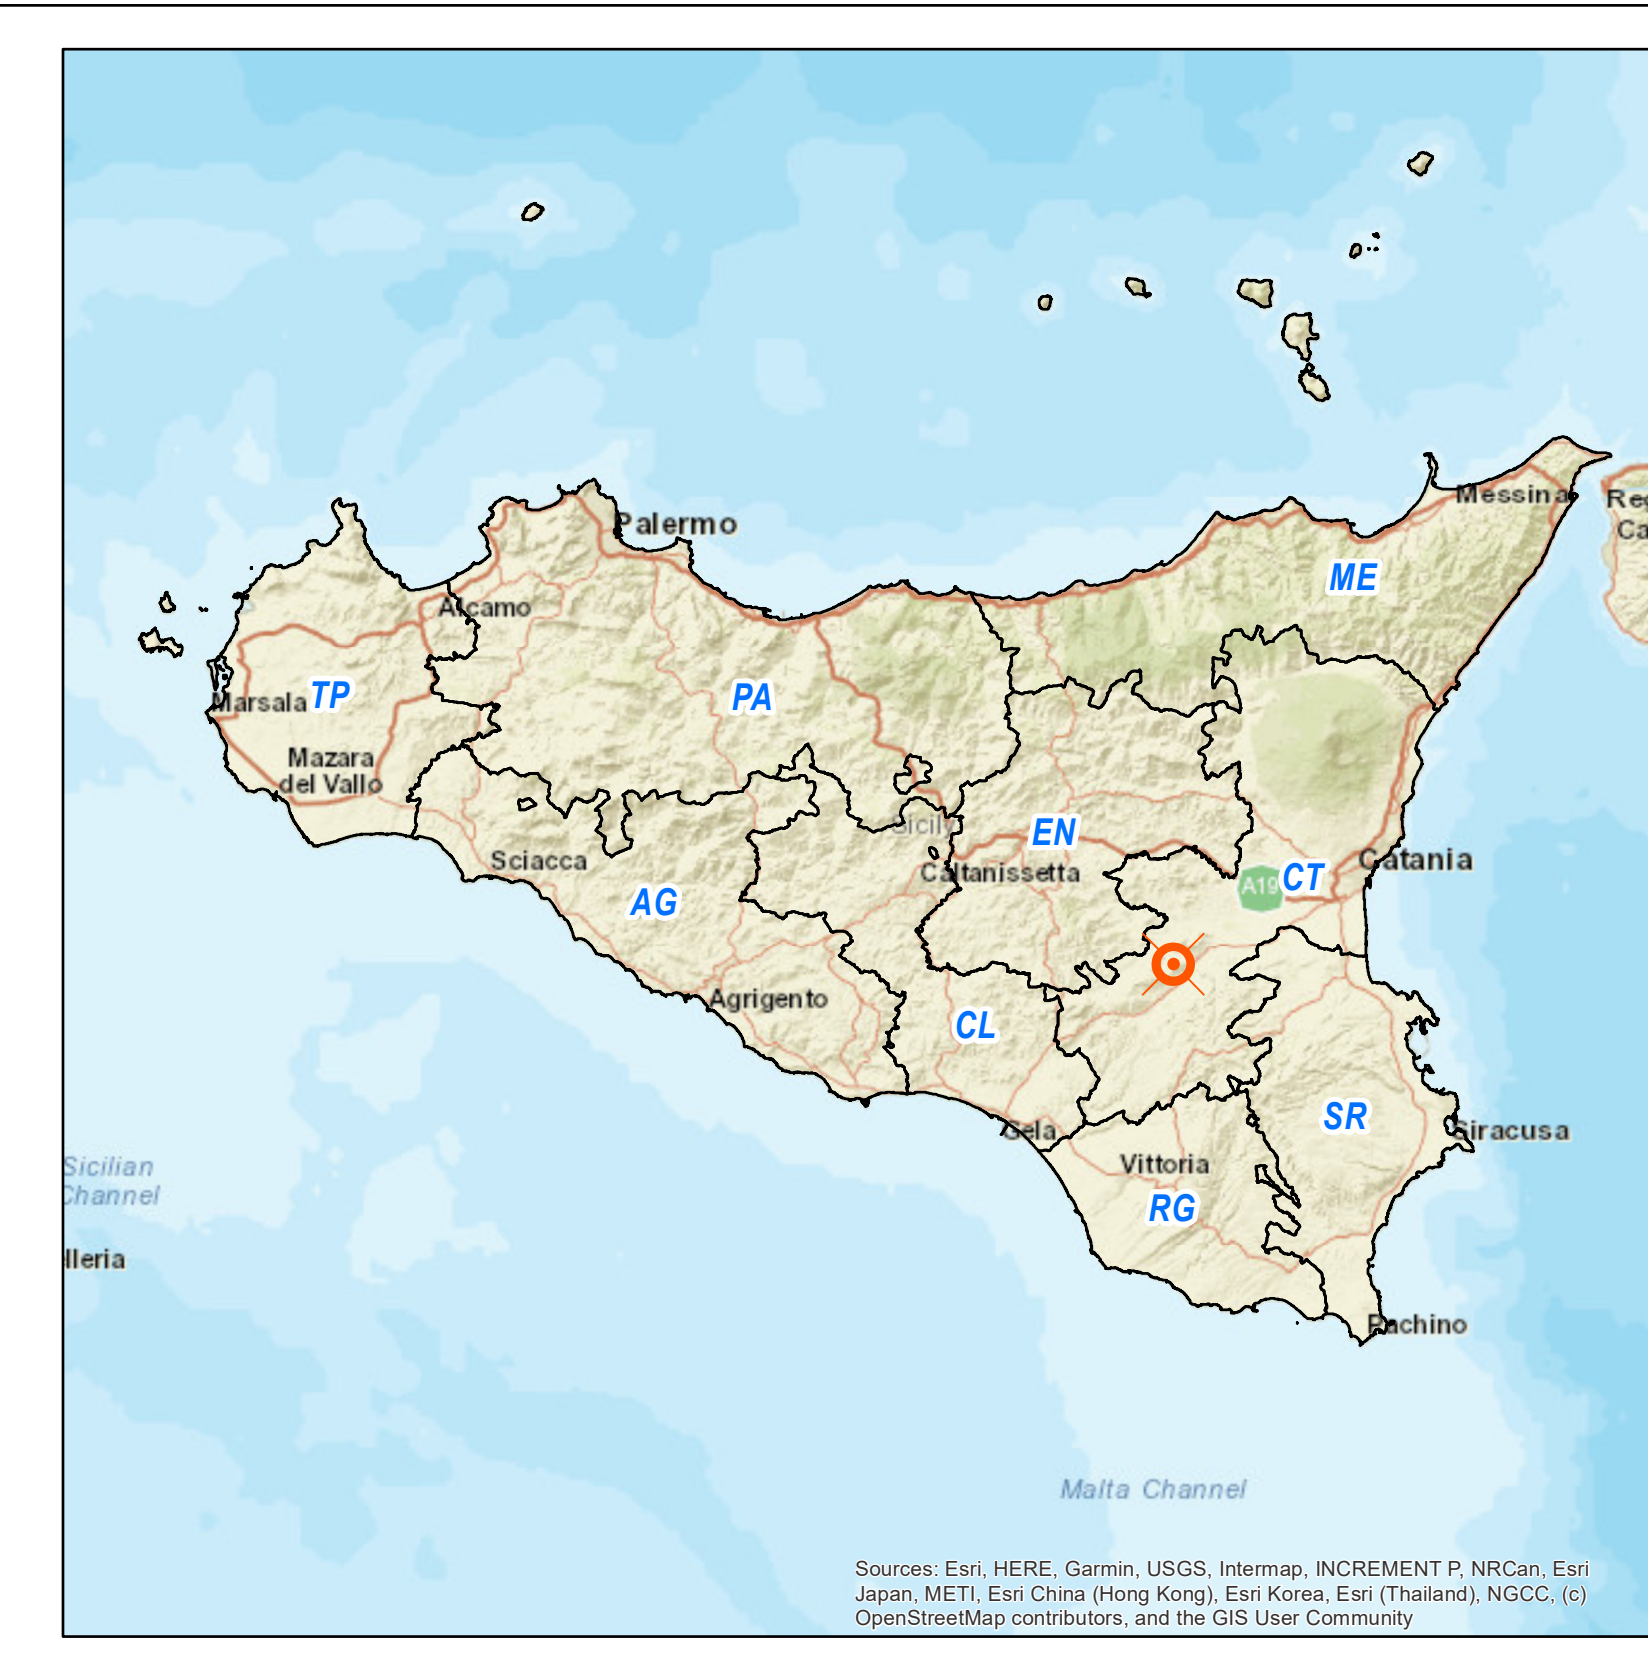 Palermo
Messina
Reg
Ca
ME
Alcamo
PA
Marsala
TP
Mazara
del Vallo
Sicily
EN
Sciacca
Caltanissetta
A19
CT
Catania
AG
Agrigento
CL
SR
Gela
Siracusa
Vittoria
Sicilian
Channel
RG
lleria
Pachino
Malta Channel
Sources: Esri, HERE, Garmin, USGS, Intermap, INCREMENT P, NRCan, Esri
Japan, METI, Esri China (Hong Kong), Esri Korea, Esri (Thailand), NGCC, (c)
OpenStreetMap contributors, and the GIS User Community